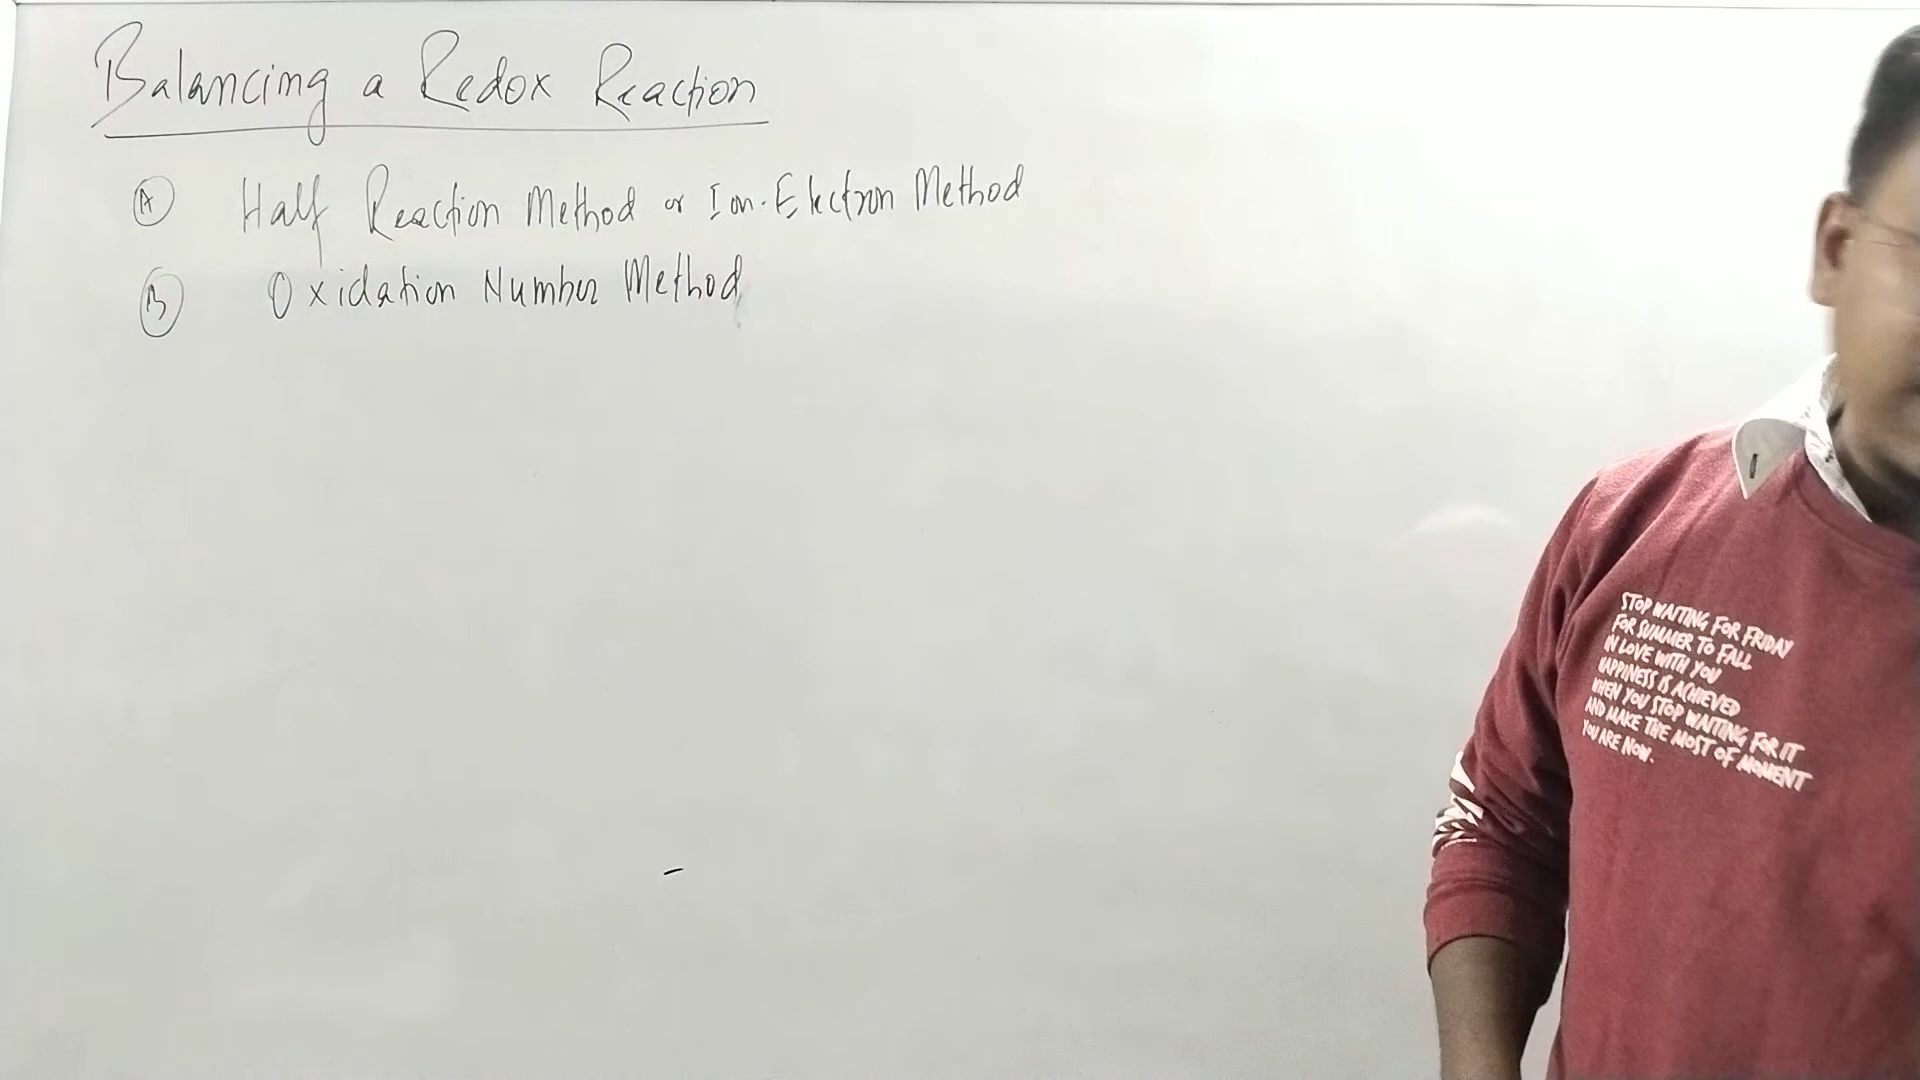 Balancing a Redox Reaction
A Half Reaction Method or Ion-Electron Method
B Oxidation Number Method
STOP WAITING FOR FRIDAY
FOR SUMMER TO FALL
IN LOVE WITH YOU
HAPPINESS IS ACHIEVED
WHEN YOU STOP WAITING FOR IT
AND MAKE THE MOST OF MOMENT
YOU ARE NOW.